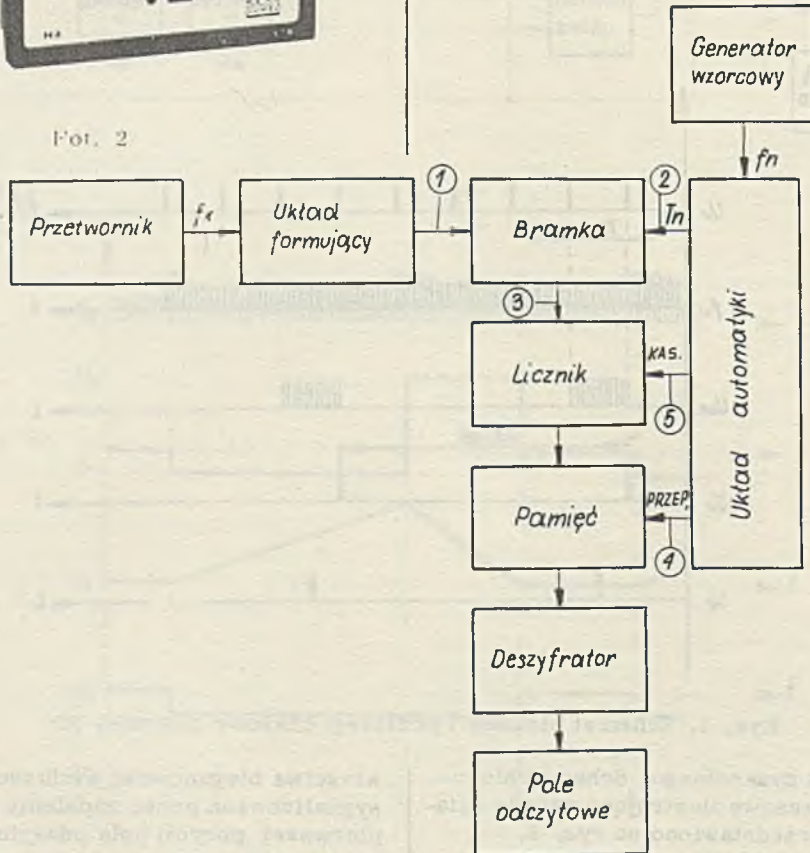 Fot. 2
Generator
wzorcowy
fn
Przetwornik
Układ
formujący
1
Bramka
2
Tn
3
Licznik
KAS.
5
Układ automatyki
Pamięć
PRZEP.
4
Deszyfrator
Pole
odczytowe